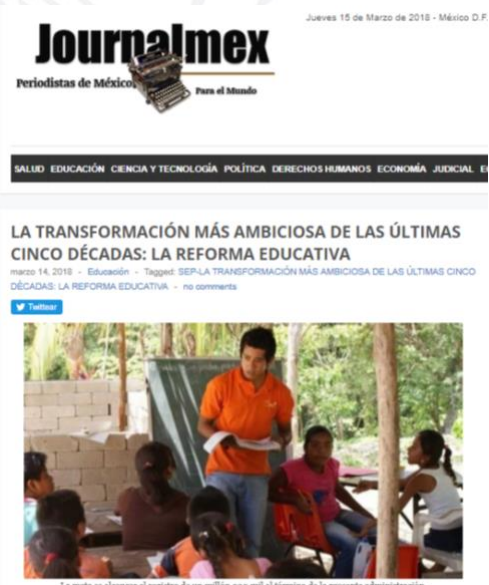 Jueves 15 de Marzo de 2018 - México D.F.
Journalmex
Periodistas de México,
Para el Mundo
SALUD EDUCACIÓN CIENCIA Y TECNOLOGÍA POLÍTICA DERECHOS HUMANOS ECONOMÍA JUDICIAL
LA TRANSFORMACIÓN MÁS AMBICIOSA DE LAS ÚLTIMAS
CINCO DÉCADAS: LA REFORMA EDUCATIVA
marzo 14, 2018 - Educación - Tagged: SEP-LA TRANSFORMACIÓN MÁS AMBICIOSA DE LAS ÚLTIMAS CINCO
DÉCADAS: LA REFORMA EDUCATIVA - no comments
Twittear